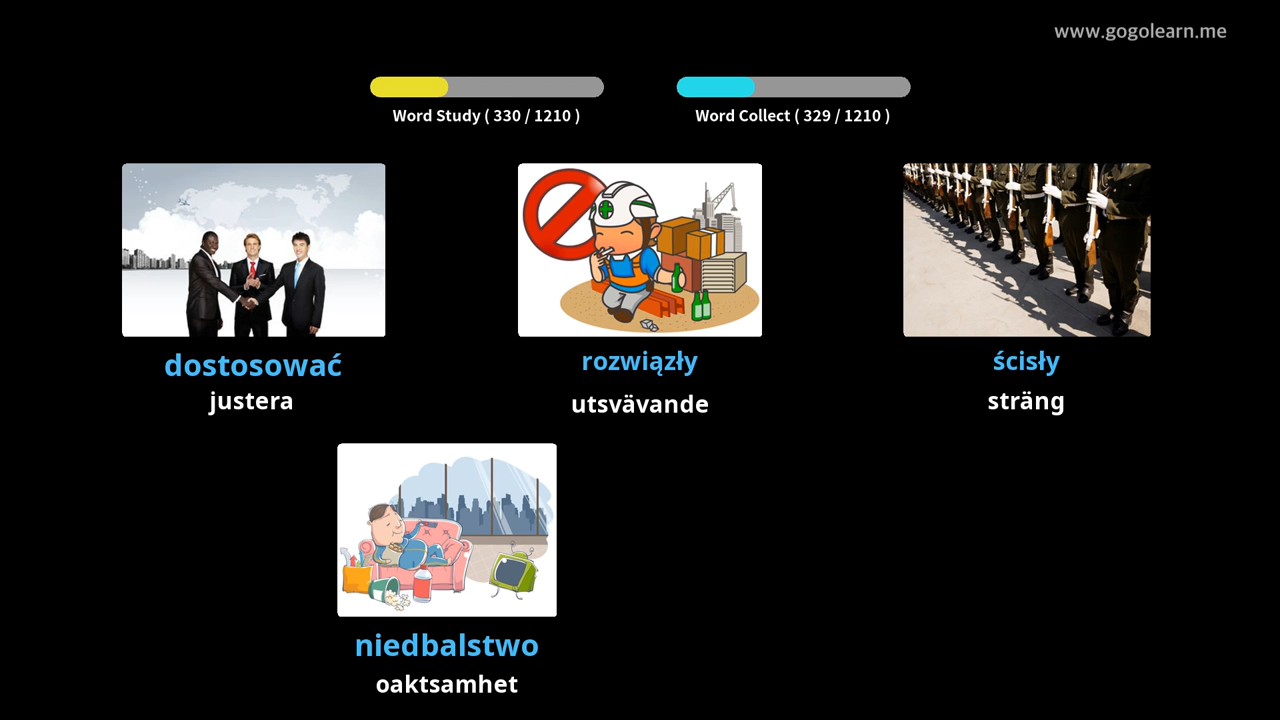 www.gogolearn.me
Word Study ( 330 / 1210 )
Word Collect ( 329 / 1210 )
dostosować
justera
rozwiązły
utsvävande
ścisły
sträng
niedbalstwo
oaktsamhet